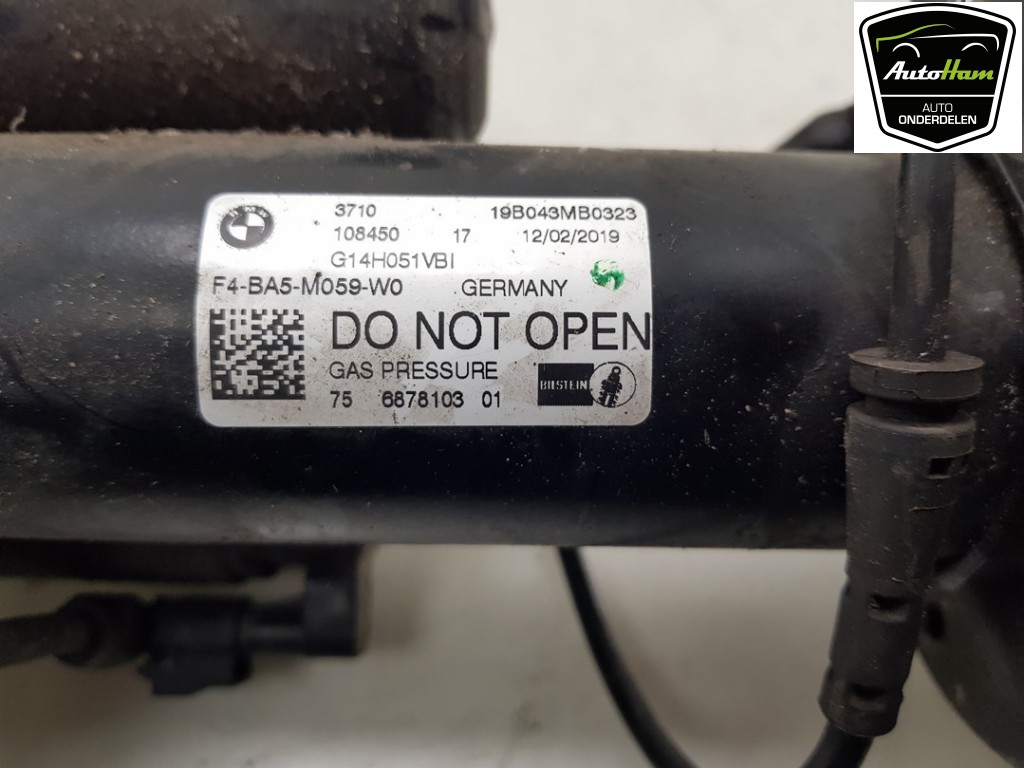 AutoHam
AUTO
ONDERDELEN
3710 19B043MB0323
108450 17 12/02/2019
G14H051VBI
F4-BA5-M059-W0 GERMANY
DO NOT OPEN
GAS PRESSURE
BILSTEIN
75 6878103 01